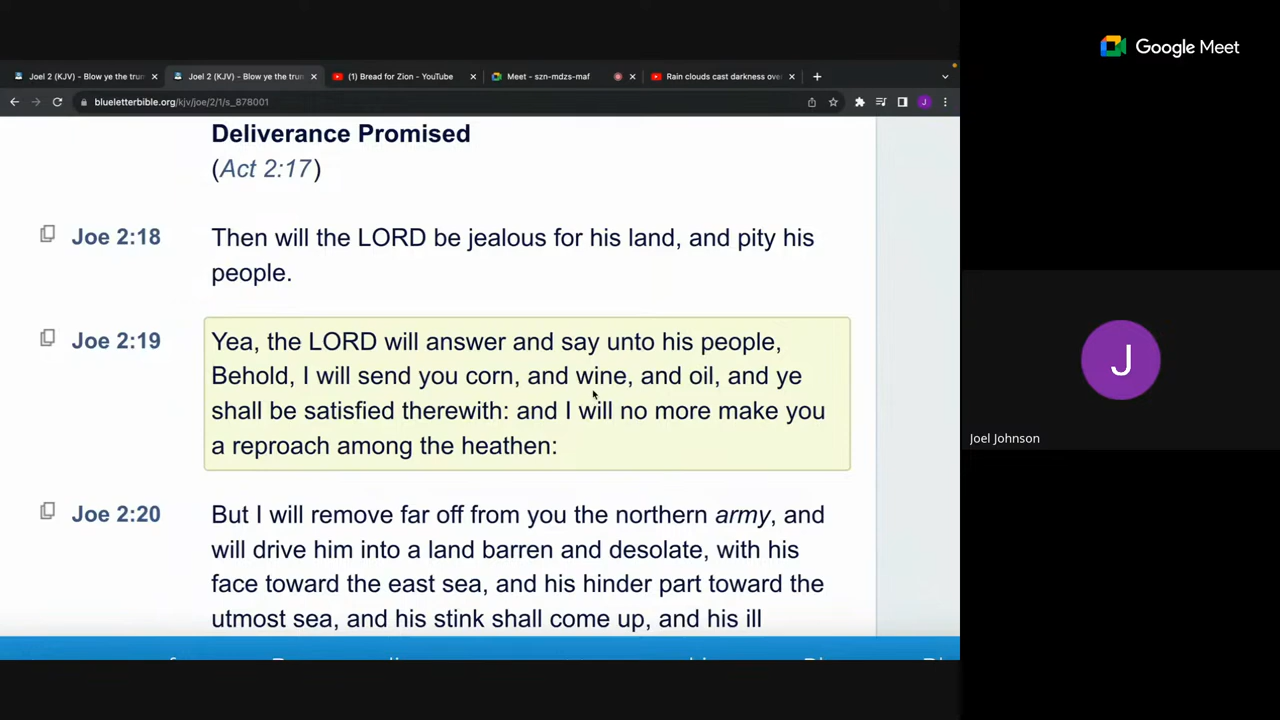 Google Meet
Joel 2 (KJV) - Blow ye the trum
Joel 2 (KJV) - Blow ye the trum
(1) Bread for Zion - YouTube
Meet - szn-mdzs-maf
Rain clouds cast darkness ove
blueletterbible.org/kjv/joe/2/1/s_878001
J
Deliverance Promised
(Act 2:17)
Joe 2:18
Then will the LORD be jealous for his land, and pity his
people.
Joe 2:19
Yea, the LORD will answer and say unto his people,
Behold, I will send you corn, and wine, and oil, and ye
shall be satisfied therewith: and I will no more make you
a reproach among the heathen:
Joe 2:20
But I will remove far off from you the northern army, and
will drive him into a land barren and desolate, with his
face toward the east sea, and his hinder part toward the
utmost sea, and his stink shall come up, and his ill
J
Joel Johnson